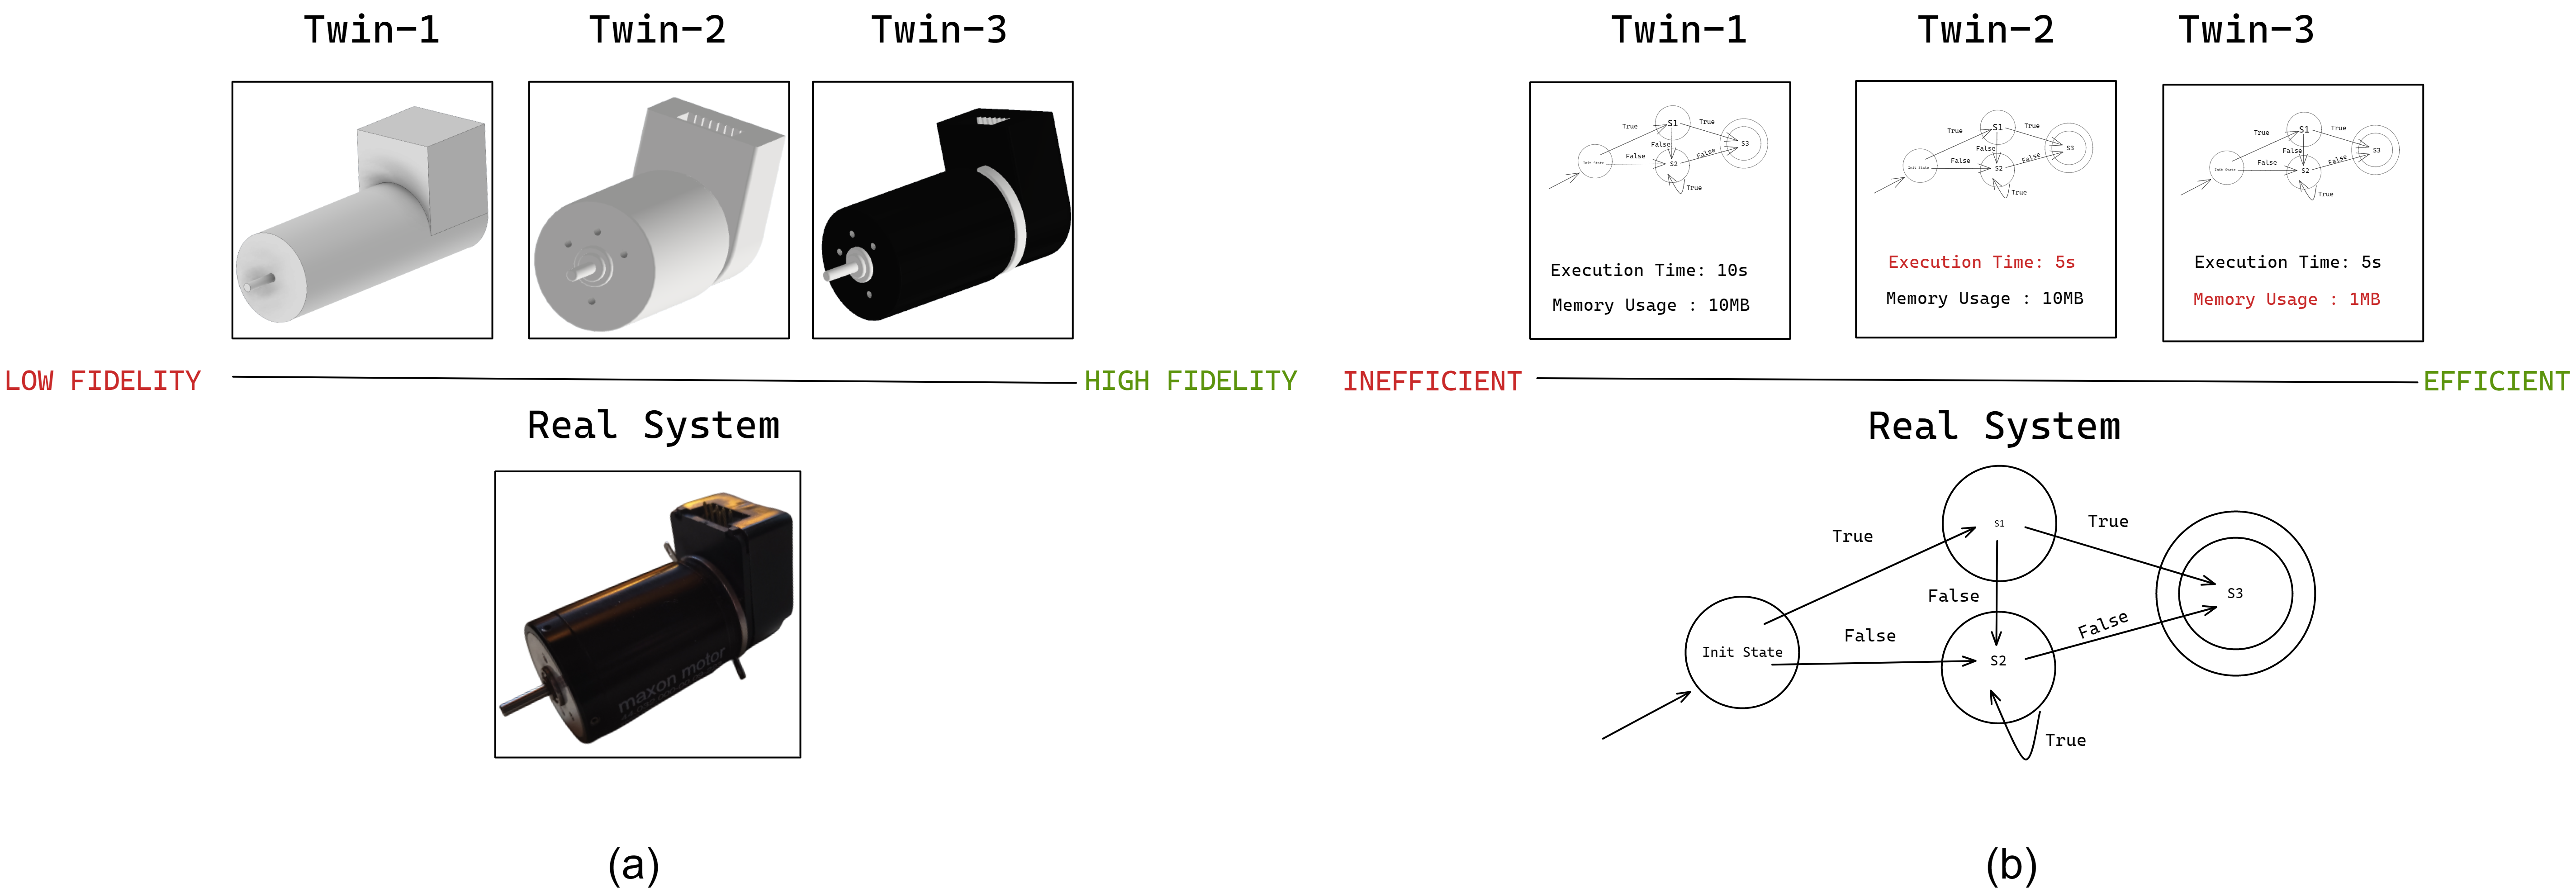 Twin-1
Twin-2
Twin-3
LOW FIDELITY
HIGH FIDELITY
Real System
maxon motor
(a)
Twin-1
Twin-2
Twin-3
Init State
True
False
S1
True
False
S2
False
True
S3
Execution Time: 10s
Memory Usage : 10MB
Init State
True
False
S1
True
False
S2
False
True
S3
Execution Time: 5s
Memory Usage : 10MB
Init State
True
False
S1
True
False
S2
False
True
S3
Execution Time: 5s
Memory Usage : 1MB
INEFFICIENT
EFFICIENT
Real System
S1
True
True
S3
False
False
False
Init State
S2
True
(b)